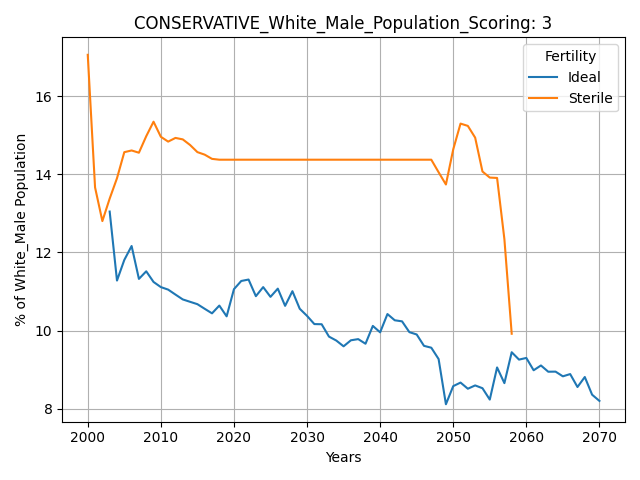 CONSERVATIVE_White_Male_Population_Scoring: 3
Fertility
Ideal
Sterile
% of White_Male Population
16
14
12
10
8
2000 2010 2020 2030 2040 2050 2060 2070
Years